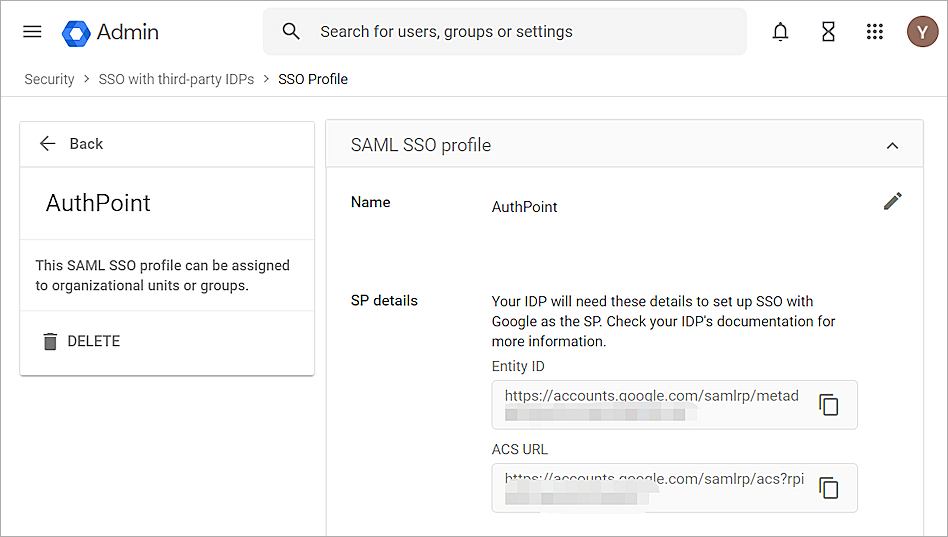 Admin
Search for users, groups or settings
Y
Security > SSO with third-party IDPs > SSO Profile
Back
AuthPoint
This SAML SSO profile can be assigned
to organizational units or groups.
DELETE
SAML SSO profile
Name
AuthPoint
SP details
Your IDP will need these details to set up SSO with
Google as the SP. Check your IDP's documentation for
more information.
Entity ID
https://accounts.google.com/samlrp/metad
ACS URL
https://accounts.google.com/samlrp/acs?rpi